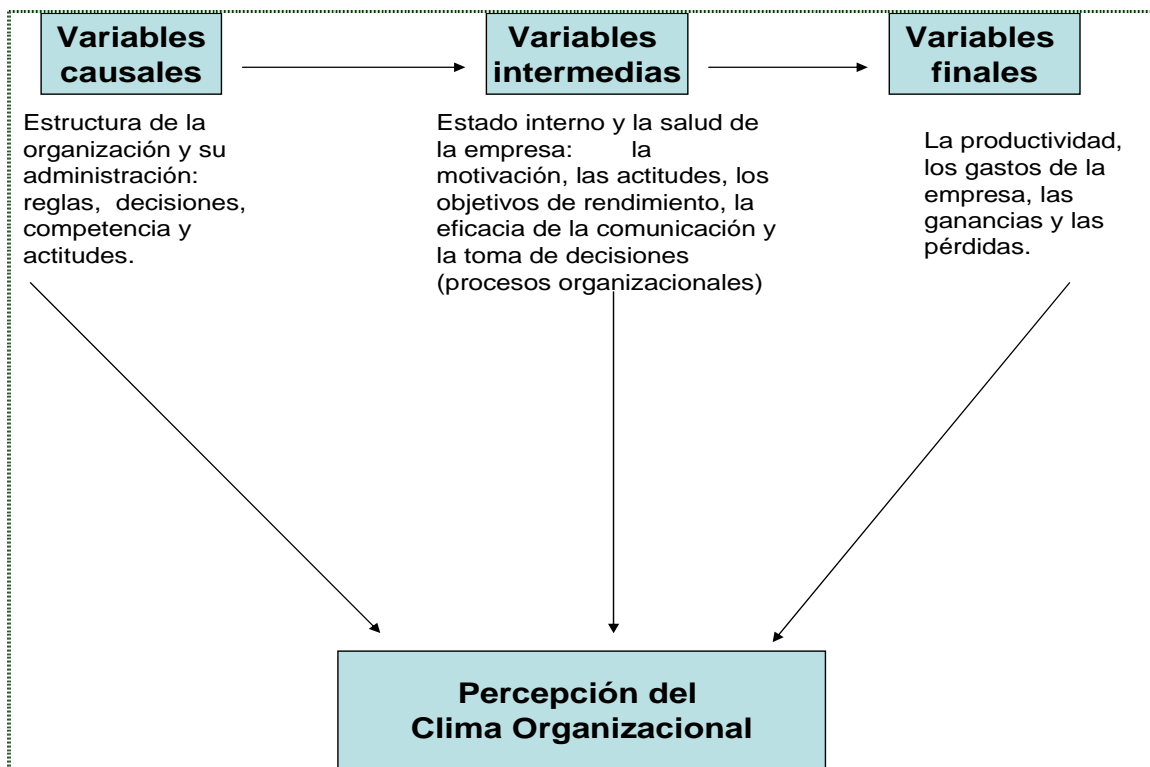 Variables
causales
Variables
intermedias
Variables
finales
Estructura de la
organización y su
administración:
reglas, decisiones,
competencia y
actitudes.
Estado interno y la salud de
la empresa: la
motivación, las actitudes, los
objetivos de rendimiento, la
eficacia de la comunicación y
la toma de decisiones
(procesos organizacionales)
La productividad,
los gastos de la
empresa, las
ganancias y las
pérdidas.
Percepción del
Clima Organizacional